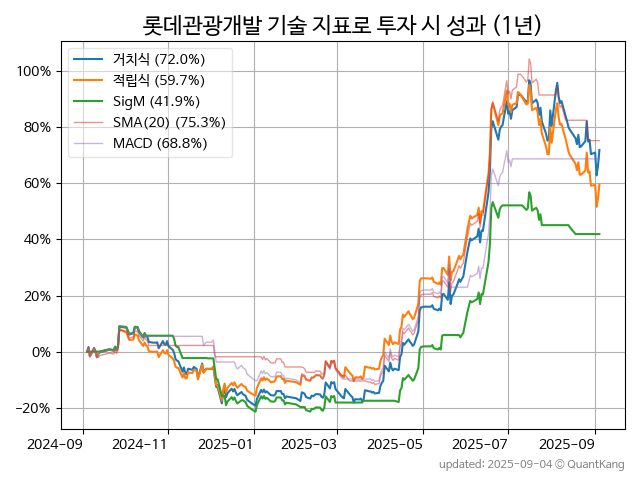 롯데관광개발 기술 지표로 투자 시 성과 (1년)
거치식 (72.0%)
적립식 (59.7%)
SigM (41.9%)
SMA(20) (75.3%)
MACD (68.8%)
100%
80%
60%
40%
20%
0%
−20%
2024-09
2024-11
2025-01
2025-03
2025-05
2025-07
2025-09
updated: 2025-09-04 © QuantKang